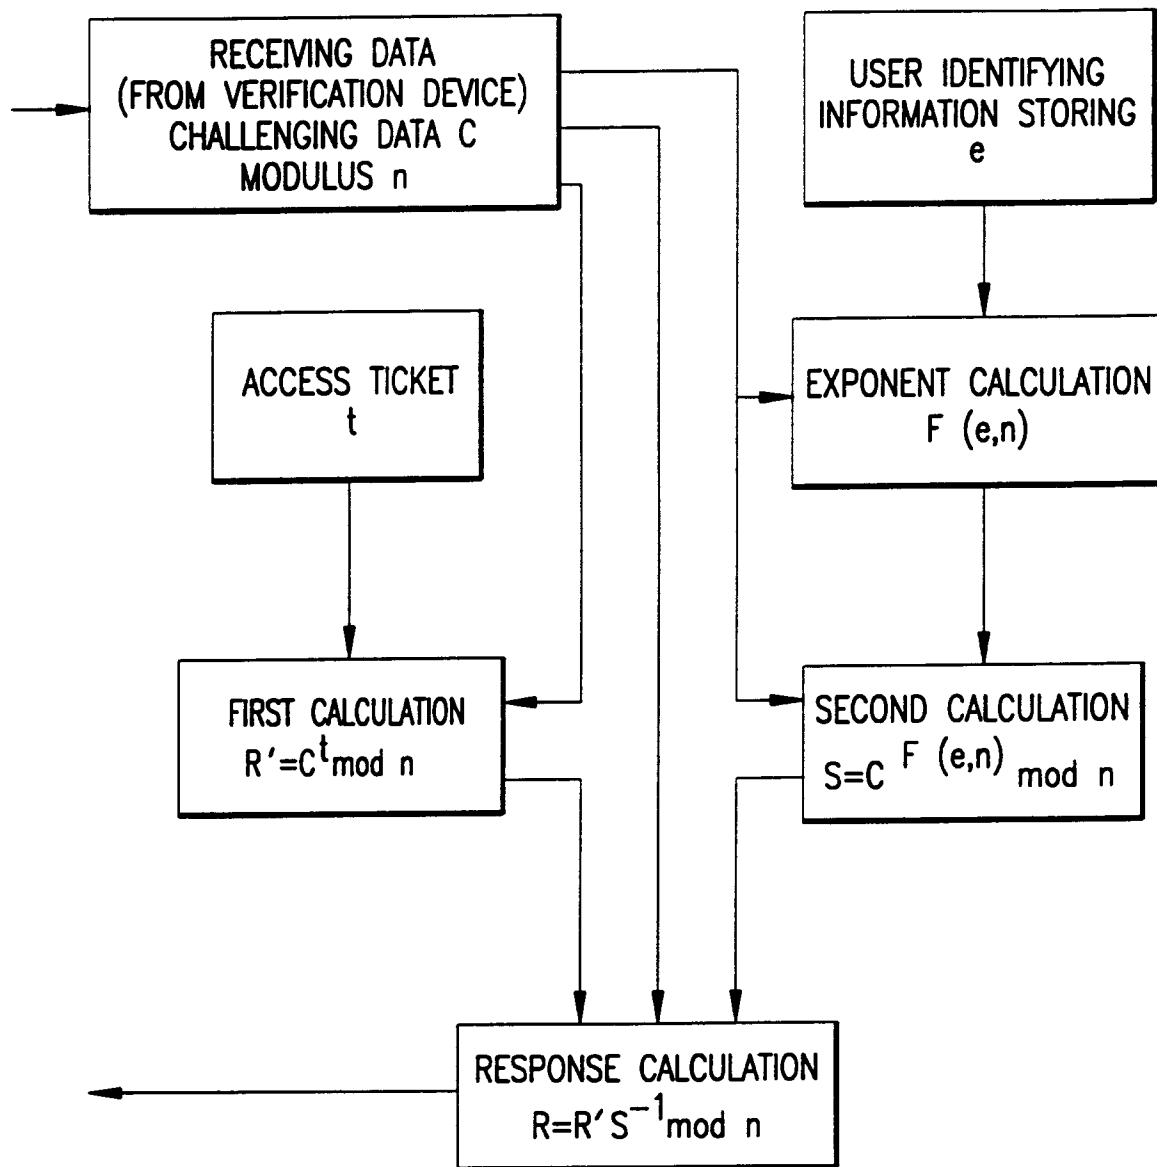 RECEIVING DATA
(FROM VERIFICATION DEVICE)
CHALLENGING DATA C
MODULUS n
USER IDENTIFYING
INFORMATION STORING
e
ACCESS TICKET
t
EXPONENT CALCULATION
F (e,n)
FIRST CALCULATION
R′=C^t mod n
SECOND CALCULATION
S=C^F (e,n) mod n
RESPONSE CALCULATION
R=R′S^-1 mod n